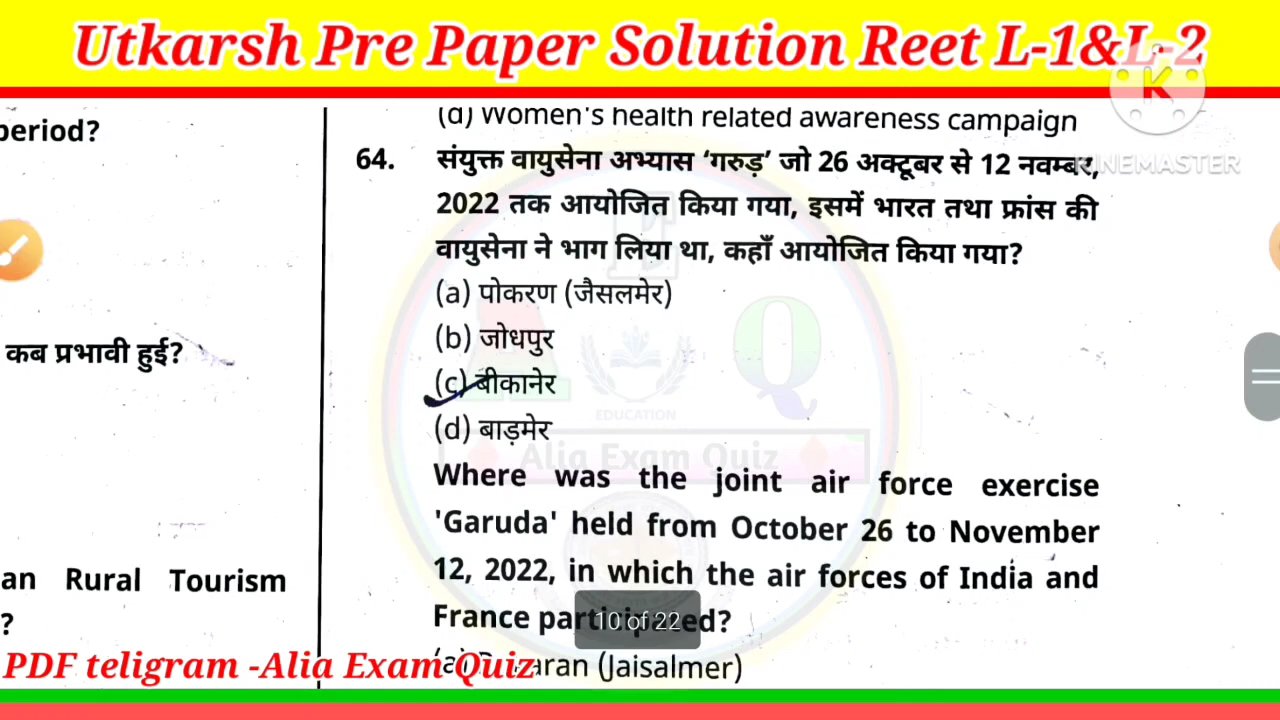 Utkarsh Pre Paper Solution Reet L-1&L-2
KINEMASTER
period?
कब प्रभावी हुई?
an Rural Tourism
?
(d) Women's health related awareness campaign
64. संयुक्त वायुसेना अभ्यास ‘गरुड़’ जो 26 अक्टूबर से 12 नवम्बर,
2022 तक आयोजित किया गया, इसमें भारत तथा फ्रांस की
वायुसेना ने भाग लिया था, कहाँ आयोजित किया गया?
(a) पोकरण (जैसलमेर)
(b) जोधपुर
(c) बीकानेर
(d) बाड़मेर
EDUCATION
Alia Exam Quiz
Where was the joint air force exercise
'Garuda' held from October 26 to November
12, 2022, in which the air forces of India and
France participated?
10 of 22
(a) (Jaisalmer)
PDF teligram -Alia Exam Quiz